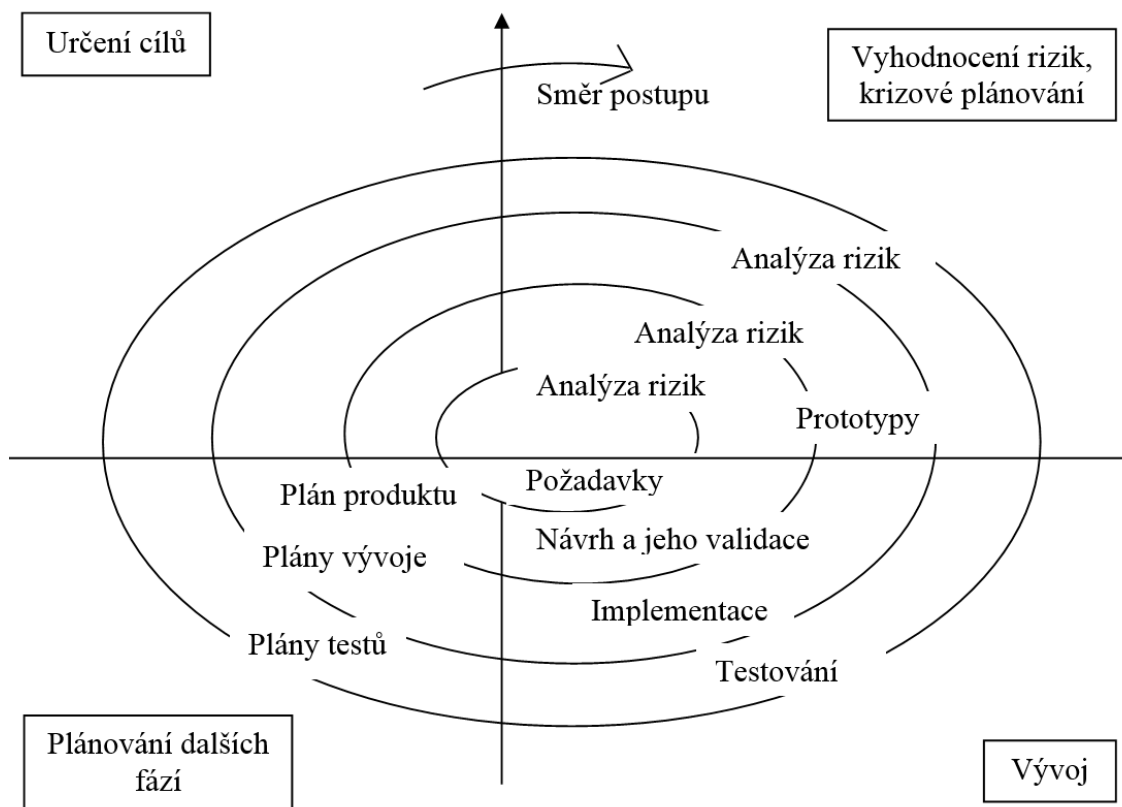 Určení cílů
Vyhodnocení rizik,
krizové plánování
Směr postupu
Analýza rizik
Analýza rizik
Analýza rizik
Prototypy
Požadavky
Plán produktu
Návrh a jeho validace
Plány vývoje
Implementace
Plány testů
Testování
Plánování dalších
fází
Vývoj